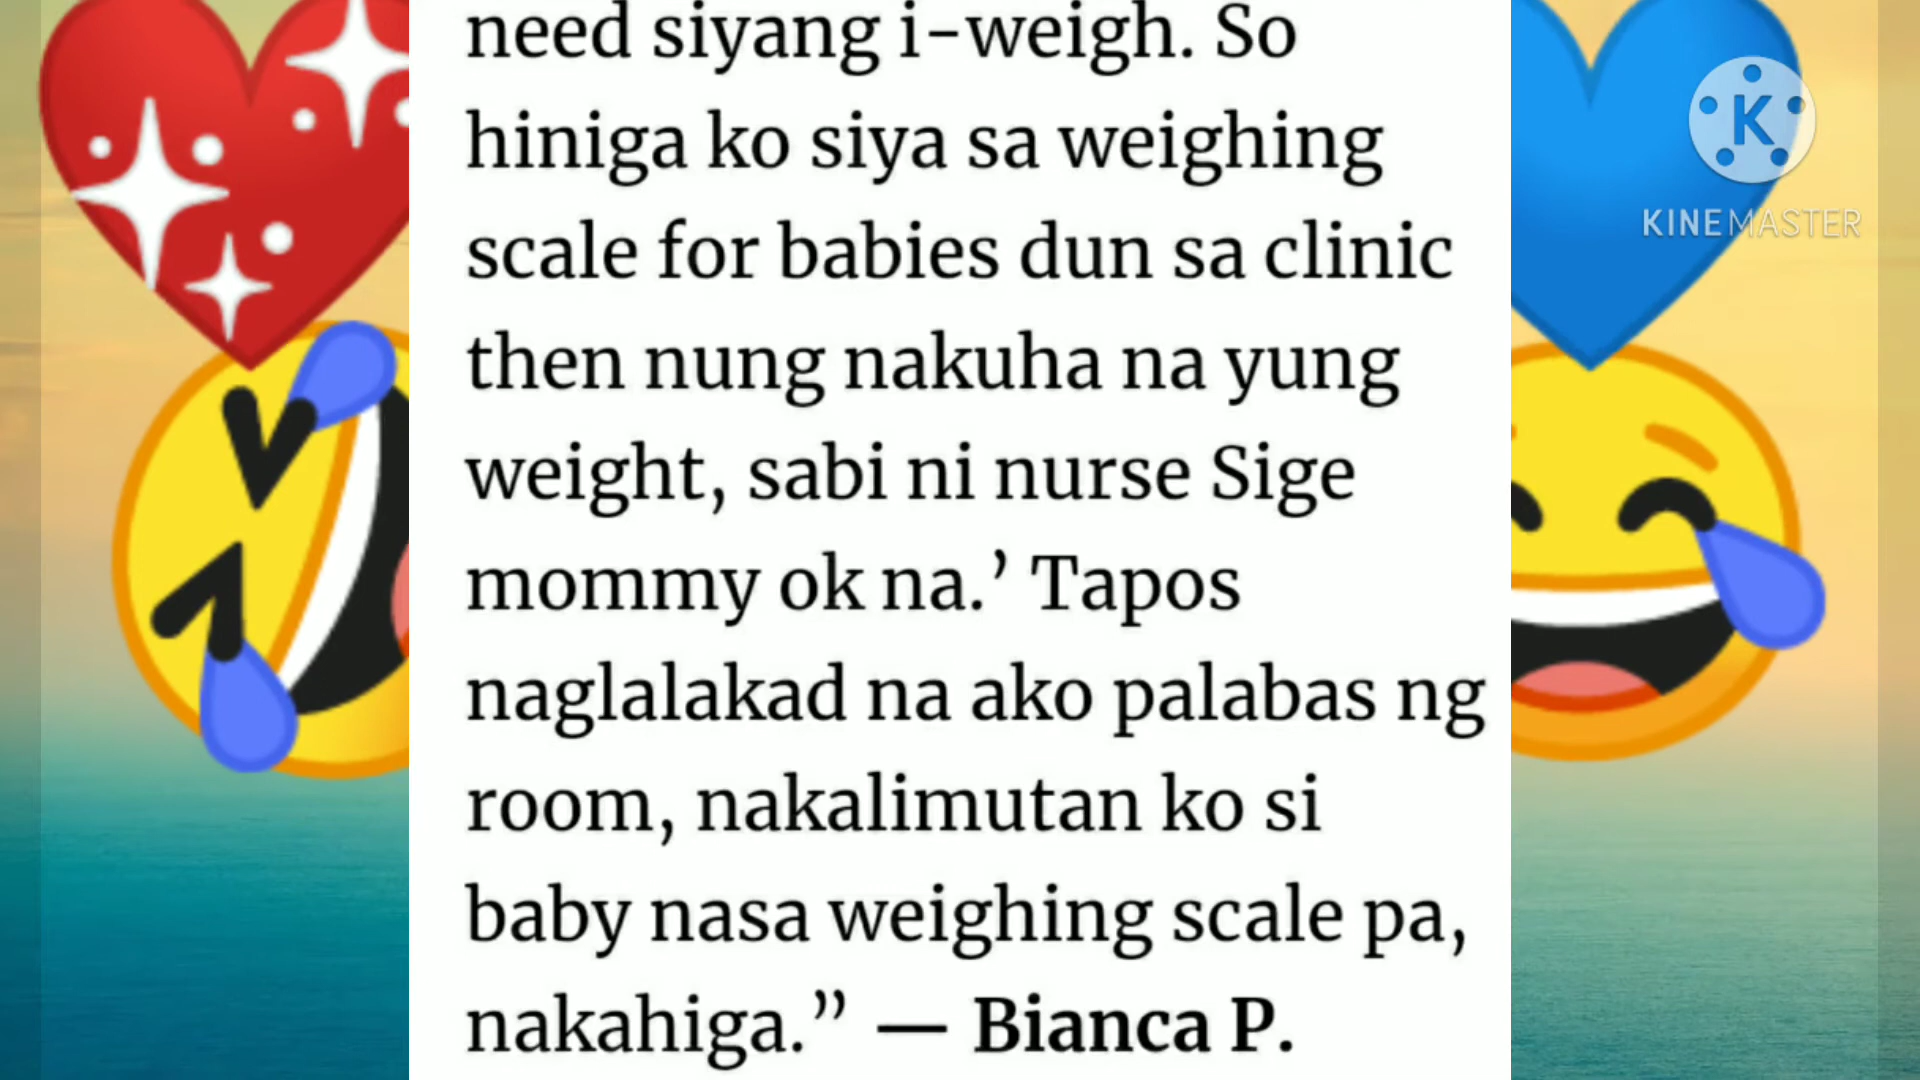 need siyang i-weigh. So
hiniga ko siya sa weighing
scale for babies dun sa clinic
then nung nakuha na yung
weight, sabi ni nurse Sige
mommy ok na.’ Tapos
naglalakad na ako palabas ng
room, nakalimutan ko si
baby nasa weighing scale pa,
nakahiga.” — Bianca P.
K
KINEMASTER